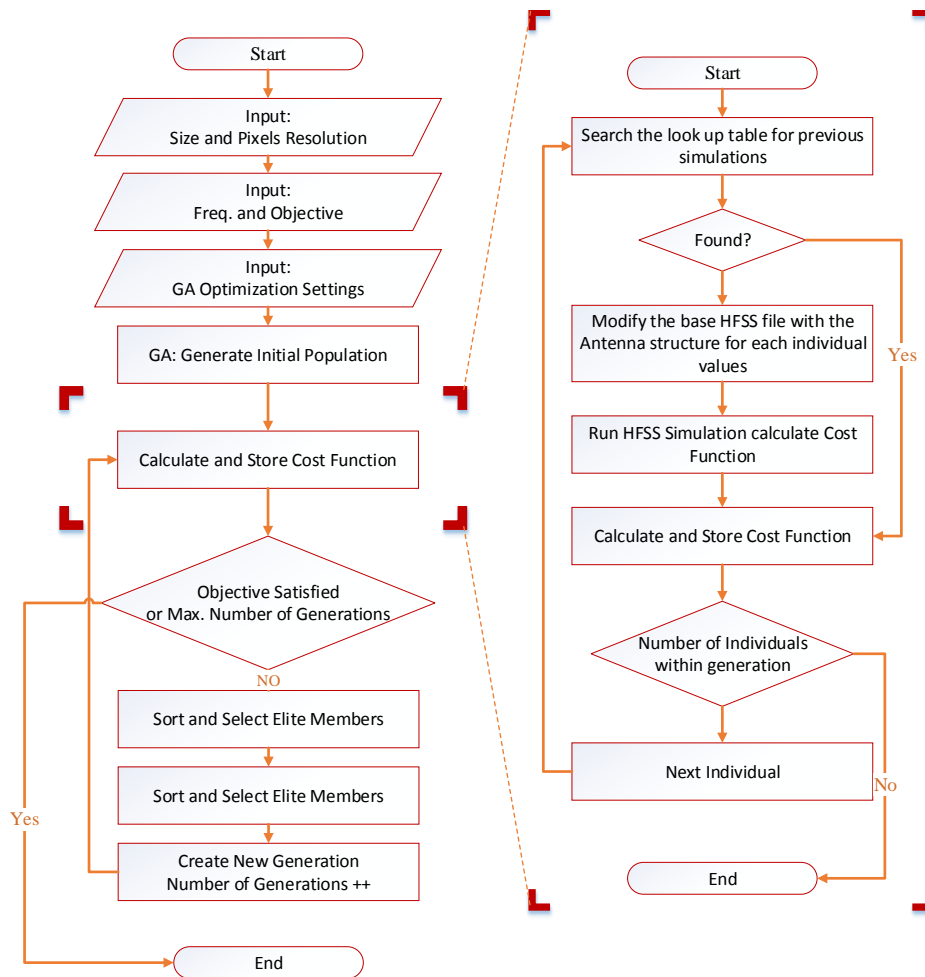 Start
Input:
Size and Pixels Resolution
Input:
Freq. and Objective
Input:
GA Optimization Settings
GA: Generate Initial Population
Calculate and Store Cost Function
Objective Satisfied
or Max. Number of Generations
NO
Sort and Select Elite Members
Sort and Select Elite Members
Yes
Create New Generation
Number of Generations ++
End
Start
Search the look up table for previous
simulations
Found?
Modify the base HFSS file with the
Antenna structure for each individual
values
Yes
Run HFSS Simulation calculate Cost
Function
Calculate and Store Cost Function
Number of Individuals
within generation
Next Individual
No
End